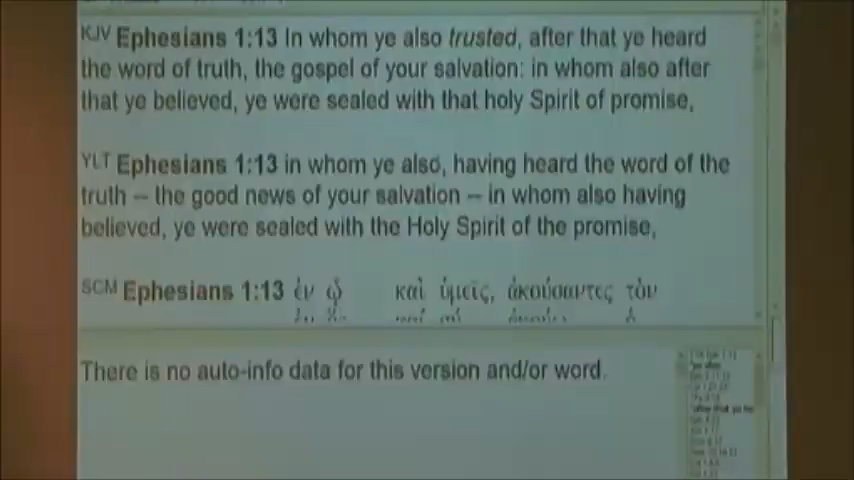 KJV Ephesians 1:13 In whom ye also trusted, after that ye heard
the word of truth, the gospel of your salvation: in whom also after
that ye believed, ye were sealed with that holy Spirit of promise,
YLT Ephesians 1:13 in whom ye also, having heard the word of the
truth -- the good news of your salvation -- in whom also having
believed, ye were sealed with the Holy Spirit of the promise,
SCM Ephesians 1:13 ἐν ᾧ καὶ ὑμεῖς, ἀκούσαντες τὸν
There is no auto-info data for this version and/or word.